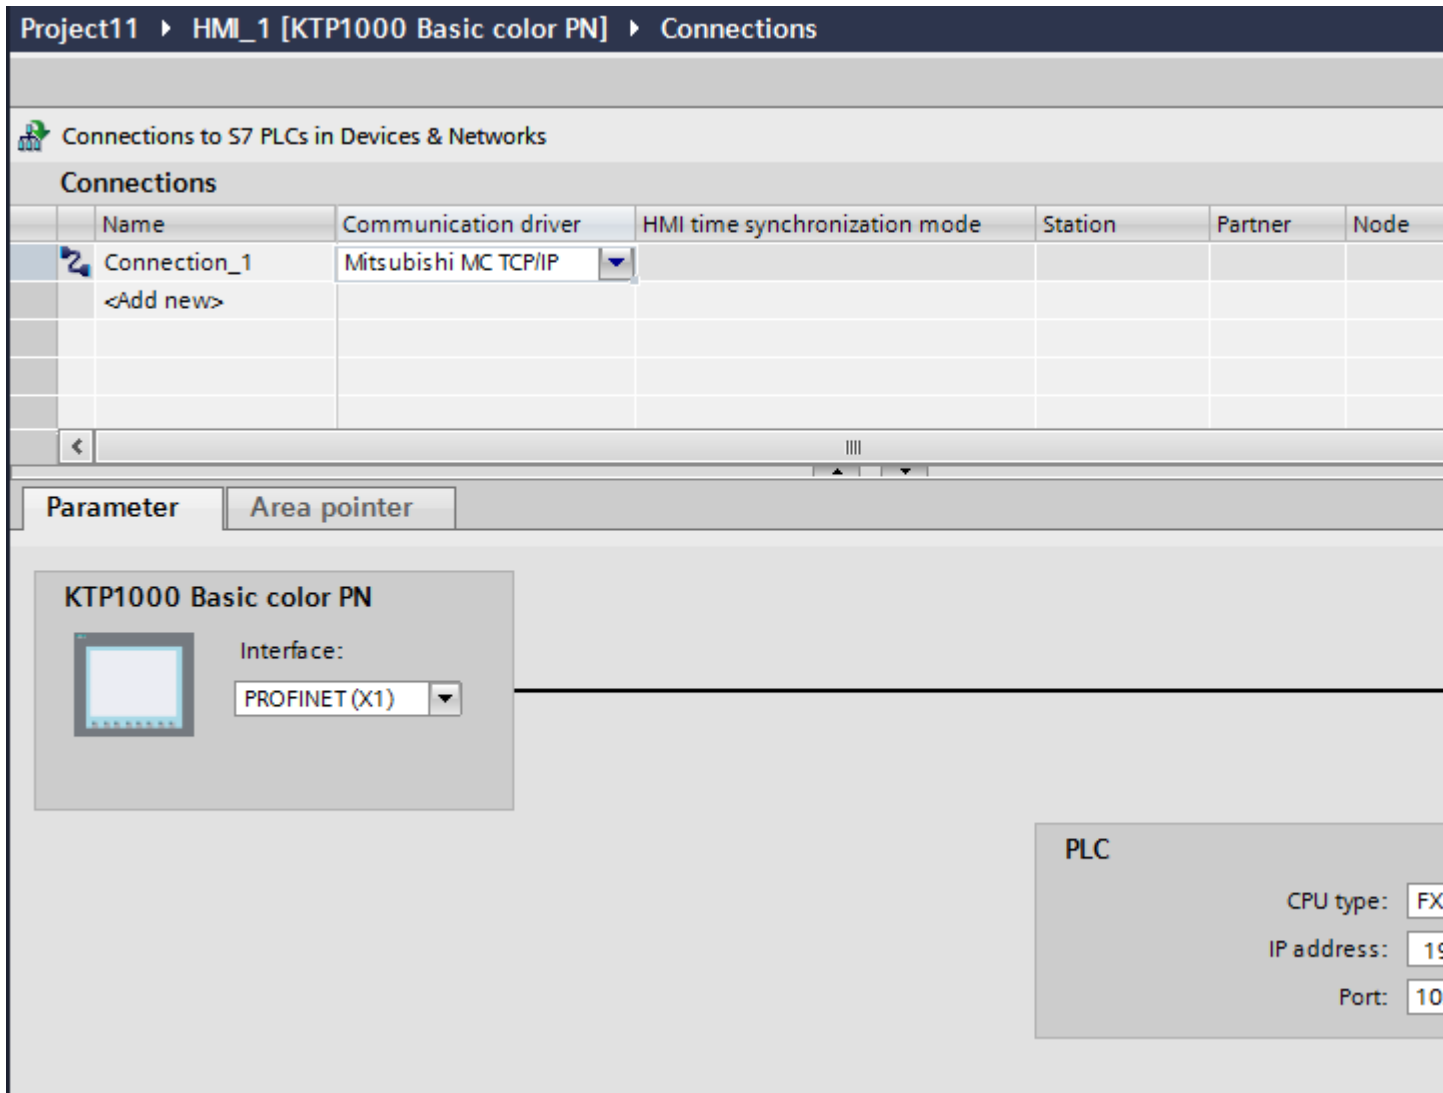 Project11 ▸ HMI_1 [KTP1000 Basic color PN] ▸ Connections
Connections to S7 PLCs in Devices & Networks
Connections
Name Communication driver HMI time synchronization mode Station Partner Node
Connection_1 Mitsubishi MC TCP/IP
<Add new>
Parameter Area pointer
KTP1000 Basic color PN
Interface:
PROFINET (X1)
PLC
CPU type: FX
IP address: 19
Port: 10